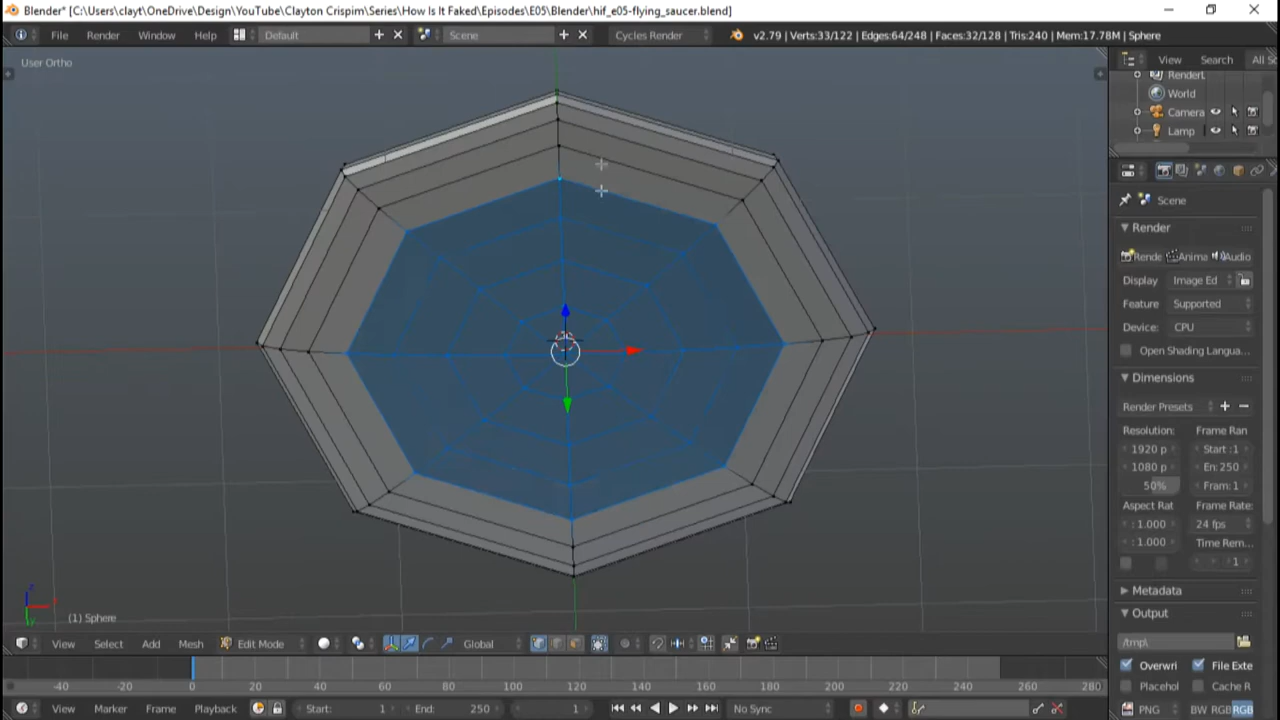 Blender* [C:\Users\clayt\OneDrive\Design\YouTube\Clayton Crispim\Series\How Is It Faked\Episodes\E05\Blender\hif_e05-flying_saucer.blend]
File Render Window Help Default Scene Cycles Render v2.79 | Verts:33/122 | Edges:64/248 | Faces:32/128 | Tris:240 | Mem:17.78M | Sphere
User Ortho
View Search All S
RenderL
World
Camera
Lamp
Scene
Render
Rende Anima Audio
Display Image Ed
Feature Supported
Device: CPU
Open Shading Langua...
Dimensions
Render Presets
Resolution: Frame Ran
1920 p Start :1
1080 p En: 250
50% Fram: 1
Aspect Rat Frame Rate:
: 1.000 24 fps
: 1.000 Time Rem...
1
Metadata
Output
/tmp\
Overwri File Exte
Placehol Cache R
PNG BW RGB RGB
(1) Sphere
View Select Add Mesh Edit Mode Global
-40 -20 0 20 40 60 80 100 120 140 160 180 200 220 240 260 280
View Marker Frame Playback Start: 1 End: 250 1 No Sync